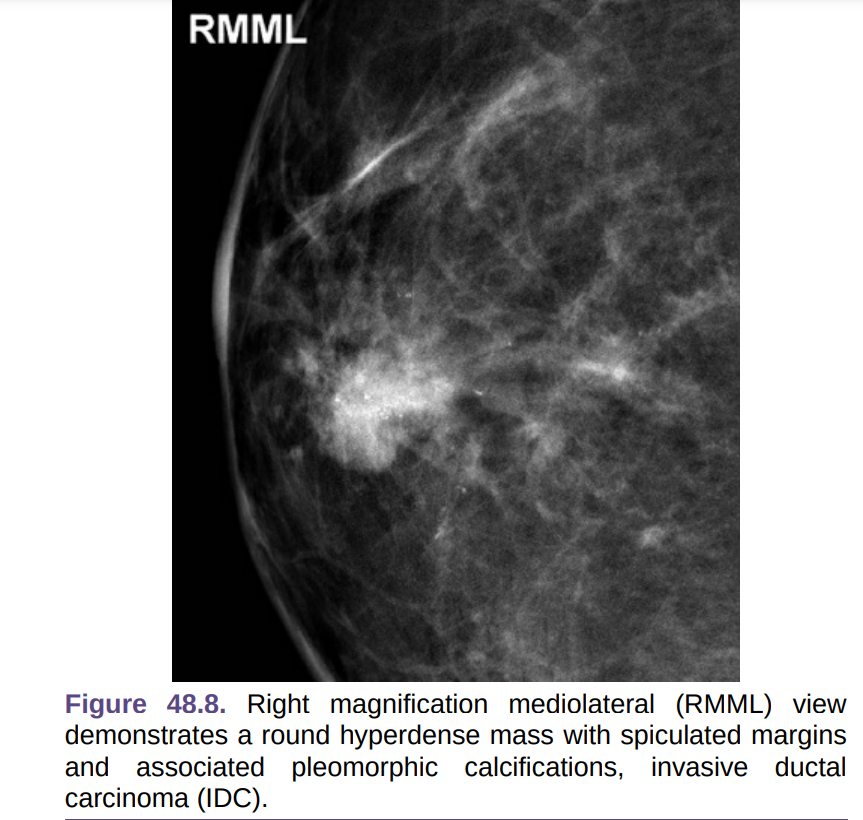 RMML
Figure 48.8. Right magnification mediolateral (RMML) view
demonstrates a round hyperdense mass with spiculated margins
and associated pleomorphic calcifications, invasive ductal
carcinoma (IDC).